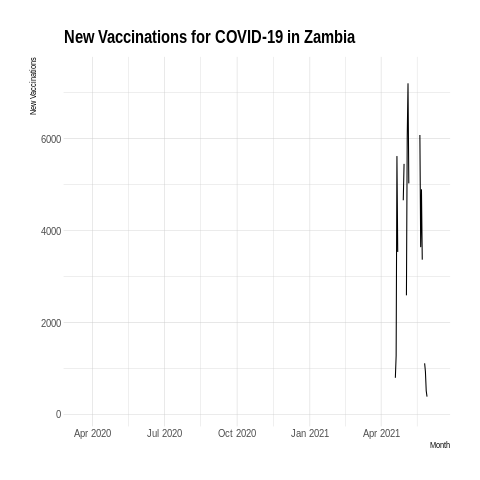 New Vaccinations for COVID-19 in Zambia
New Vaccinations
6000
4000
2000
0
Apr 2020 Jul 2020 Oct 2020 Jan 2021 Apr 2021
Month